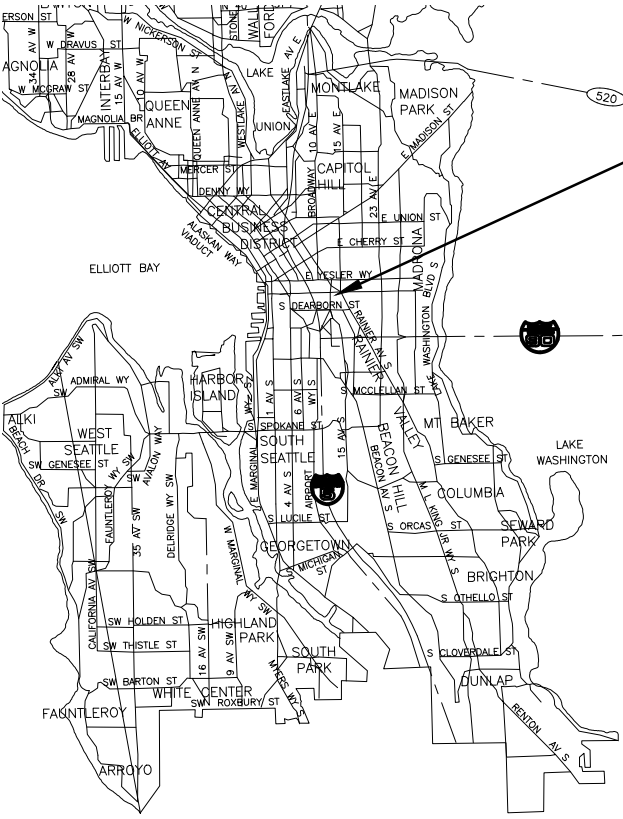 ERSON ST
W NICKERSON ST
W DRAVUS ST
34 AV W
28 AV W
AGNOLIA
W MCGRAW ST
INTERBAY
15 AV W
10 AV W
QUEEN
ANNE
QUEEN ANNE AV N
WESTLAKE
AV N
LAKE
UNION
EASTLAKE AV E
MONTLAKE
MADISON
PARK
520
MAGNOLIA BR
ELLIOTT AV
MERCER ST
DENNY WY
BROADWAY
10 AV E
15 AV E
CAPITOL
HILL
23 AV E
E MADISON ST
CENTRAL
BUSINESS
DISTRICT
ALASKAN WAY
VIADUCT
E UNION ST
E CHERRY ST
MADRONA
ELLIOTT BAY
E YESLER WY
S DEARBORN ST
RAINIER AV S
LAKE
WASHINGTON
BLVD S
90
ALKI AV SW
ADMIRAL WY
SW
HARBOR
ISLAND
1 AV S
6 AV S
WY S
RAINIER
VALLEY
S MCCLELLAN ST
ALKI
BEACH
DR
SW
WEST
SEATTLE
SW GENESEE ST
SW
AVALON WAY
S SPOKANE ST
SOUTH
SEATTLE
15 AV S
MT BAKER
LAKE
WASHINGTON
S GENESEE ST
FAUNTLEROY WY SW
35 AV SW
DELRIDGE WY SW
E MARGINAL
WY S
4 AV S
AIRPORT
5
BEACON HILL
BEACON AV S
COLUMBIA
M L KING JR WY S
S LUCILE ST
S ORCAS ST
SEWARD
PARK
GEORGETOWN
S MICHIGAN
ST
W MARGINAL WY SW
BRIGHTON
S OTHELLO ST
CALIFORNIA AV SW
SW HOLDEN ST
HIGHLAND
PARK
SW THISTLE ST
16 AV SW
9 AV SW
SOUTH
PARK
MYERS WY S
S CLOVERDALE ST
SW BARTON ST
WHITE CENTER
SW ROXBURY ST
DUNLAP
FAUNTLEROY
RENTON AV S
ARROYO